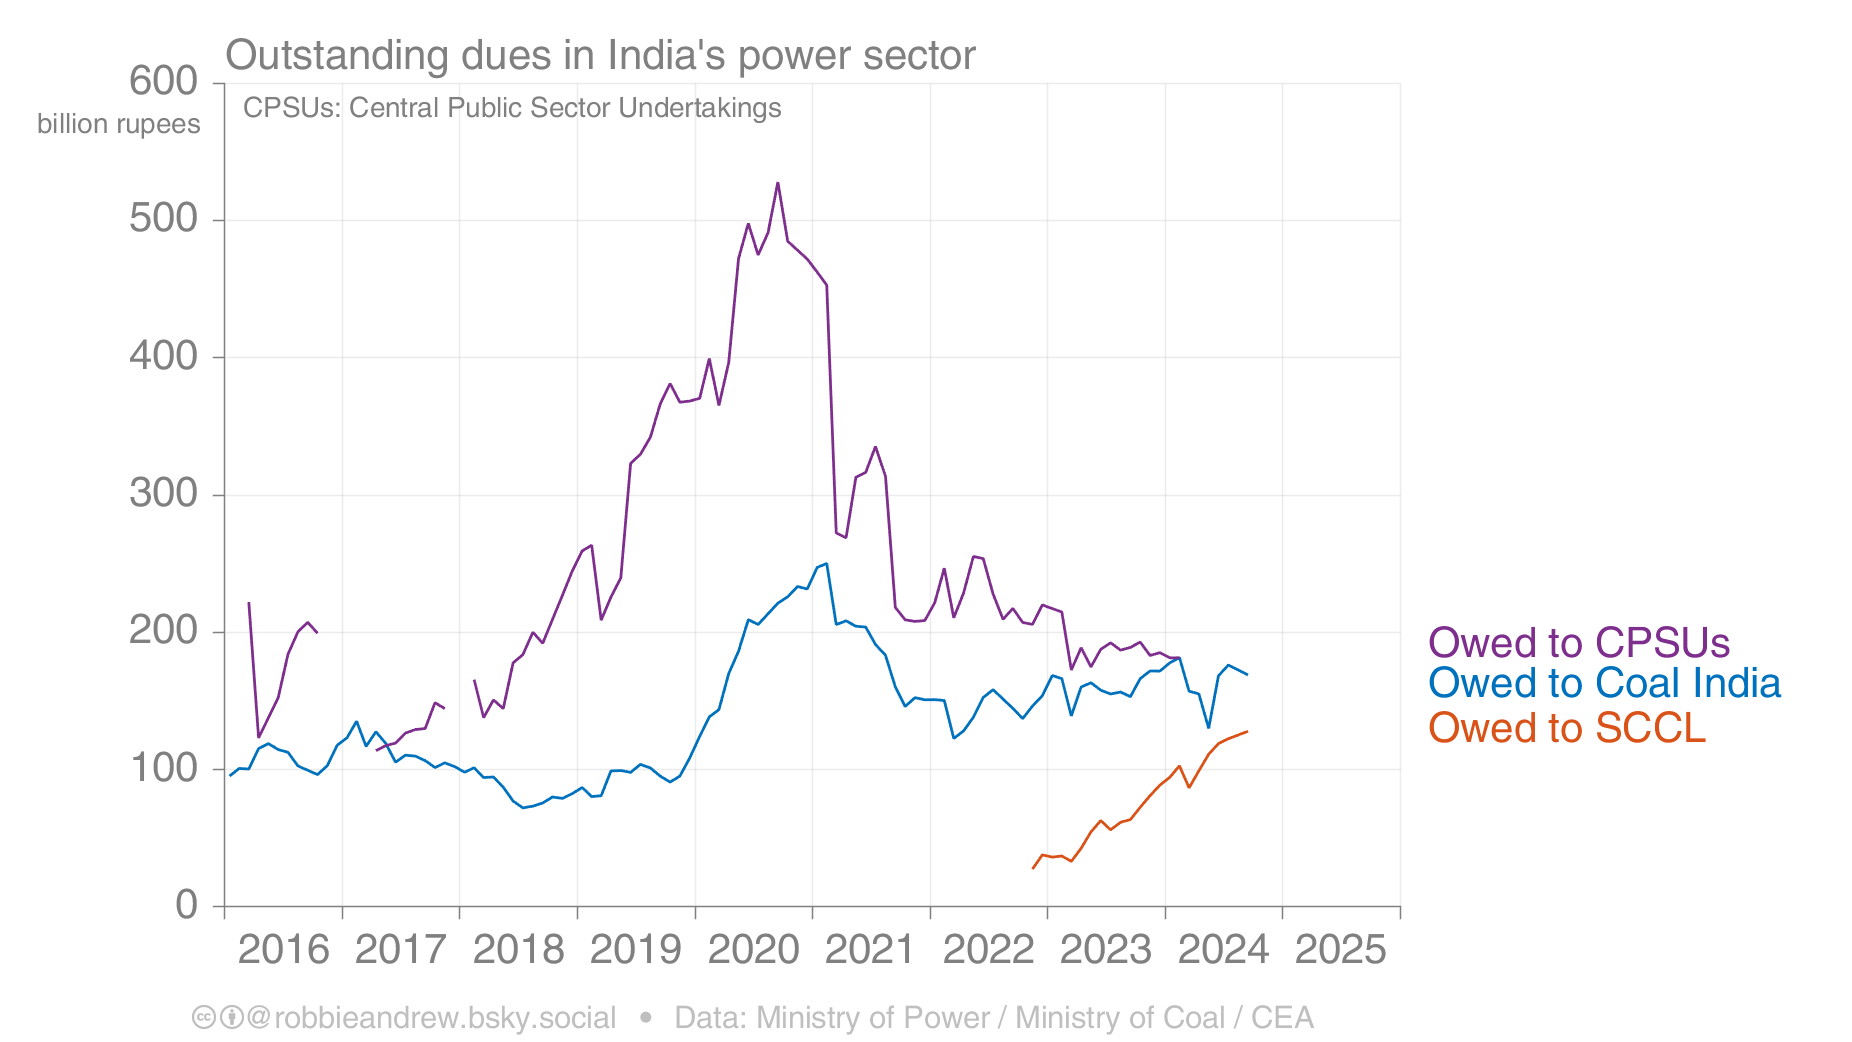 Outstanding dues in India's power sector
600
billion rupees
CPSUs: Central Public Sector Undertakings
500
400
300
200
100
0
Owed to CPSUs
Owed to Coal India
Owed to SCCL
2016 2017 2018 2019 2020 2021 2022 2023 2024 2025
@robbieandrew.bsky.social • Data: Ministry of Power / Ministry of Coal / CEA